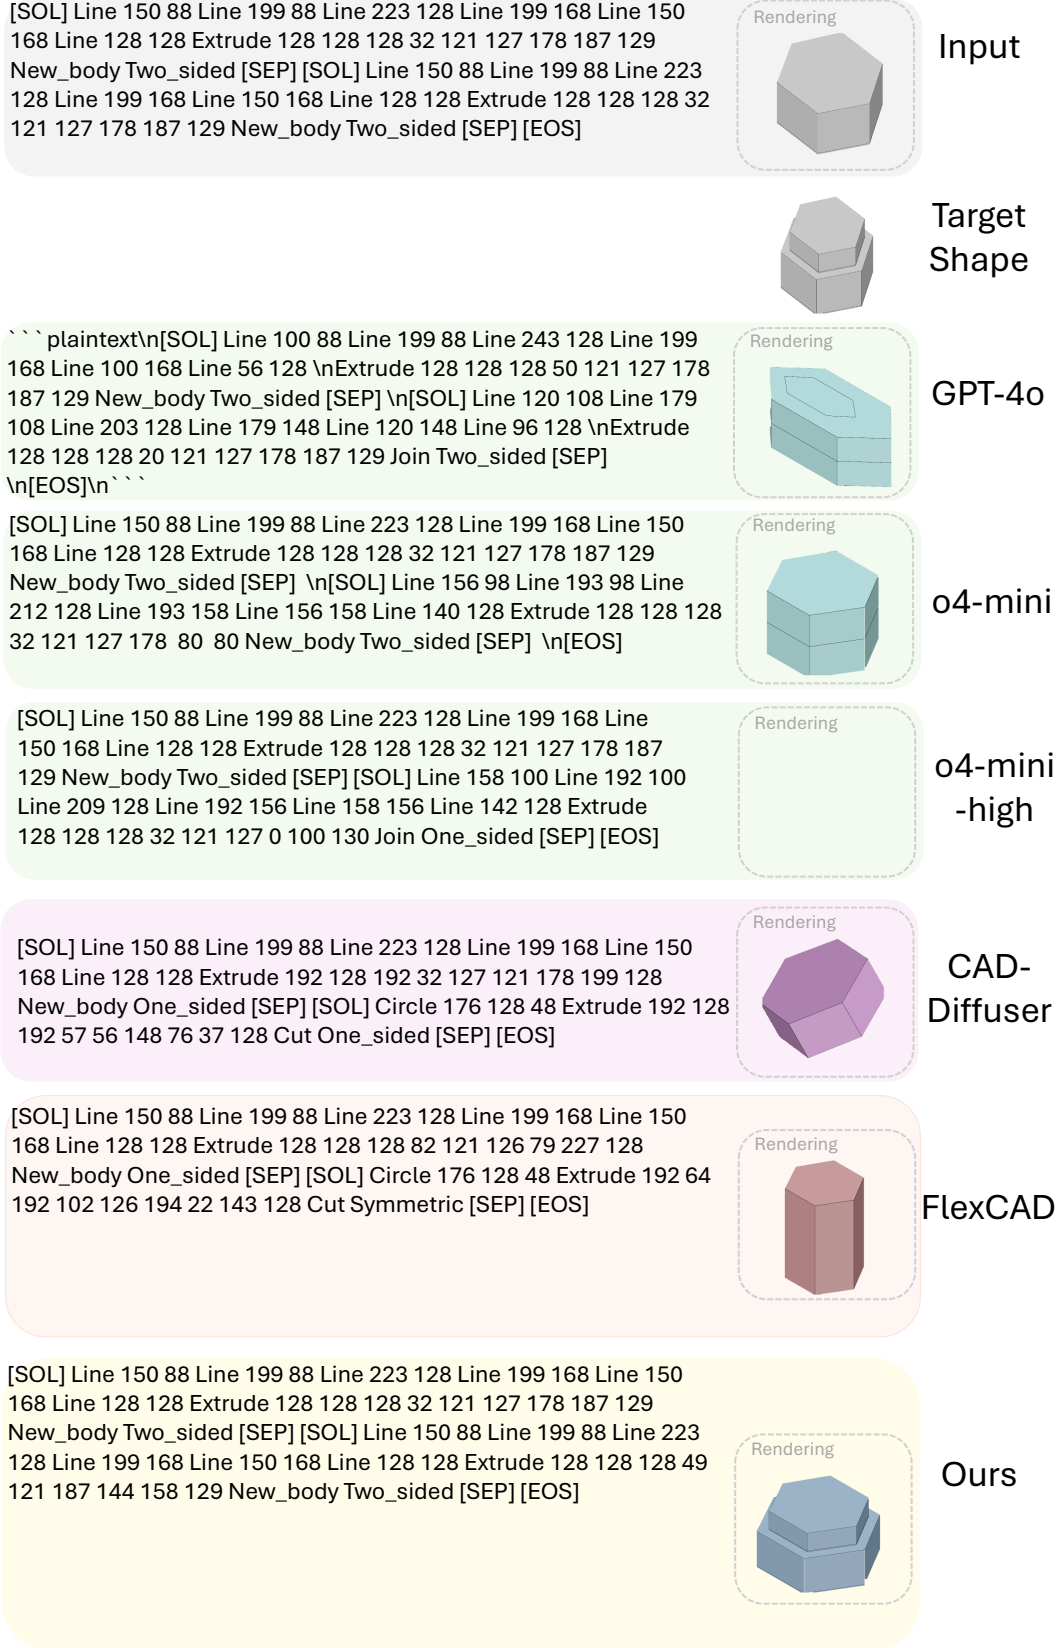 [SOL] Line 150 88 Line 199 88 Line 223 128 Line 199 168 Line 150
168 Line 128 128 Extrude 128 128 128 32 121 127 178 187 129
New_body Two_sided [SEP] [SOL] Line 150 88 Line 199 88 Line 223
128 Line 199 168 Line 150 168 Line 128 128 Extrude 128 128 128 32
121 127 178 187 129 New_body Two_sided [SEP] [EOS]
Rendering
Input
Target
Shape
```plaintext\n[SOL] Line 100 88 Line 199 88 Line 243 128 Line 199
168 Line 100 168 Line 56 128 \nExtrude 128 128 128 50 121 127 178
187 129 New_body Two_sided [SEP] \n[SOL] Line 120 108 Line 179
108 Line 203 128 Line 179 148 Line 120 148 Line 96 128 \nExtrude
128 128 128 20 121 127 178 187 129 Join Two_sided [SEP]
\n[EOS]\n```
Rendering
GPT-4o
[SOL] Line 150 88 Line 199 88 Line 223 128 Line 199 168 Line 150
168 Line 128 128 Extrude 128 128 128 32 121 127 178 187 129
New_body Two_sided [SEP]  \n[SOL] Line 156 98 Line 193 98 Line
212 128 Line 193 158 Line 156 158 Line 140 128 Extrude 128 128 128
32 121 127 178  80  80 New_body Two_sided [SEP]  \n[EOS]
Rendering
o4-mini
[SOL] Line 150 88 Line 199 88 Line 223 128 Line 199 168 Line
150 168 Line 128 128 Extrude 128 128 128 32 121 127 178 187
129 New_body Two_sided [SEP] [SOL] Line 158 100 Line 192 100
Line 209 128 Line 192 156 Line 158 156 Line 142 128 Extrude
128 128 128 32 121 127 0 100 130 Join One_sided [SEP] [EOS]
Rendering
o4-mini
-high
[SOL] Line 150 88 Line 199 88 Line 223 128 Line 199 168 Line 150
168 Line 128 128 Extrude 192 128 192 32 127 121 178 199 128
New_body One_sided [SEP] [SOL] Circle 176 128 48 Extrude 192 128
192 57 56 148 76 37 128 Cut One_sided [SEP] [EOS]
Rendering
CAD-
Diffuser
[SOL] Line 150 88 Line 199 88 Line 223 128 Line 199 168 Line 150
168 Line 128 128 Extrude 128 128 128 82 121 126 79 227 128
New_body One_sided [SEP] [SOL] Circle 176 128 48 Extrude 192 64
192 102 126 194 22 143 128 Cut Symmetric [SEP] [EOS]
Rendering
FlexCAD
[SOL] Line 150 88 Line 199 88 Line 223 128 Line 199 168 Line 150
168 Line 128 128 Extrude 128 128 128 32 121 127 178 187 129
New_body Two_sided [SEP] [SOL] Line 150 88 Line 199 88 Line 223
128 Line 199 168 Line 150 168 Line 128 128 Extrude 128 128 128 49
121 187 144 158 129 New_body Two_sided [SEP] [EOS]
Rendering
Ours